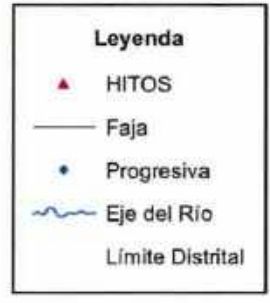 Leyenda
HITOS
Faja
Progresiva
Eje del Río
Límite Distrital